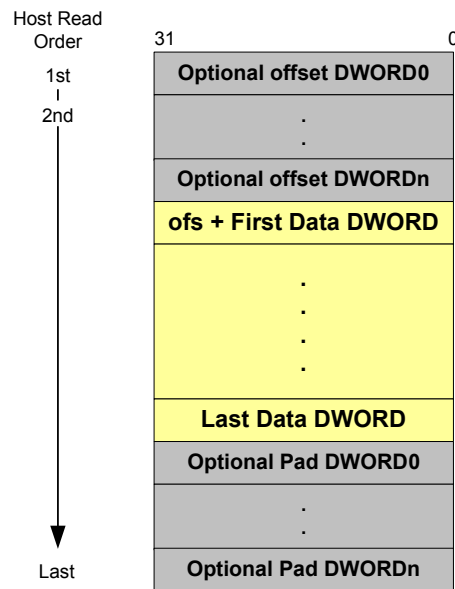 Host Read
Order
31
0
1st
2nd
Optional offset DWORD0
.
.
Optional offset DWORDn
ofs + First Data DWORD
.
.
.
.
Last Data DWORD
Optional Pad DWORD0
.
.
Last
Optional Pad DWORDn